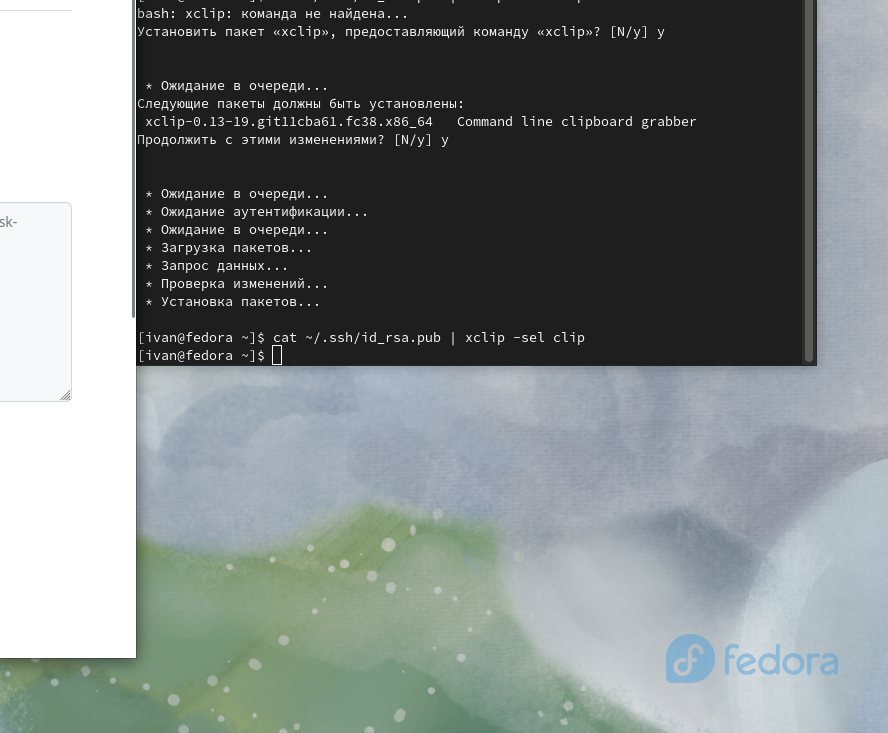 bash: xclip: команда не найдена...
Установить пакет «xclip», предоставляющий команду «xclip»? [N/y] y
* Ожидание в очереди...
Следующие пакеты должны быть установлены:
xclip-0.13-19.git11cba61.fc38.x86_64   Command line clipboard grabber
Продолжить с этими изменениями? [N/y] y
* Ожидание в очереди...
* Ожидание аутентификации...
* Ожидание в очереди...
* Загрузка пакетов...
* Запрос данных...
* Проверка изменений...
* Установка пакетов...
[ivan@fedora ~]$ cat ~/.ssh/id_rsa.pub | xclip -sel clip
[ivan@fedora ~]$
sk-
fedora